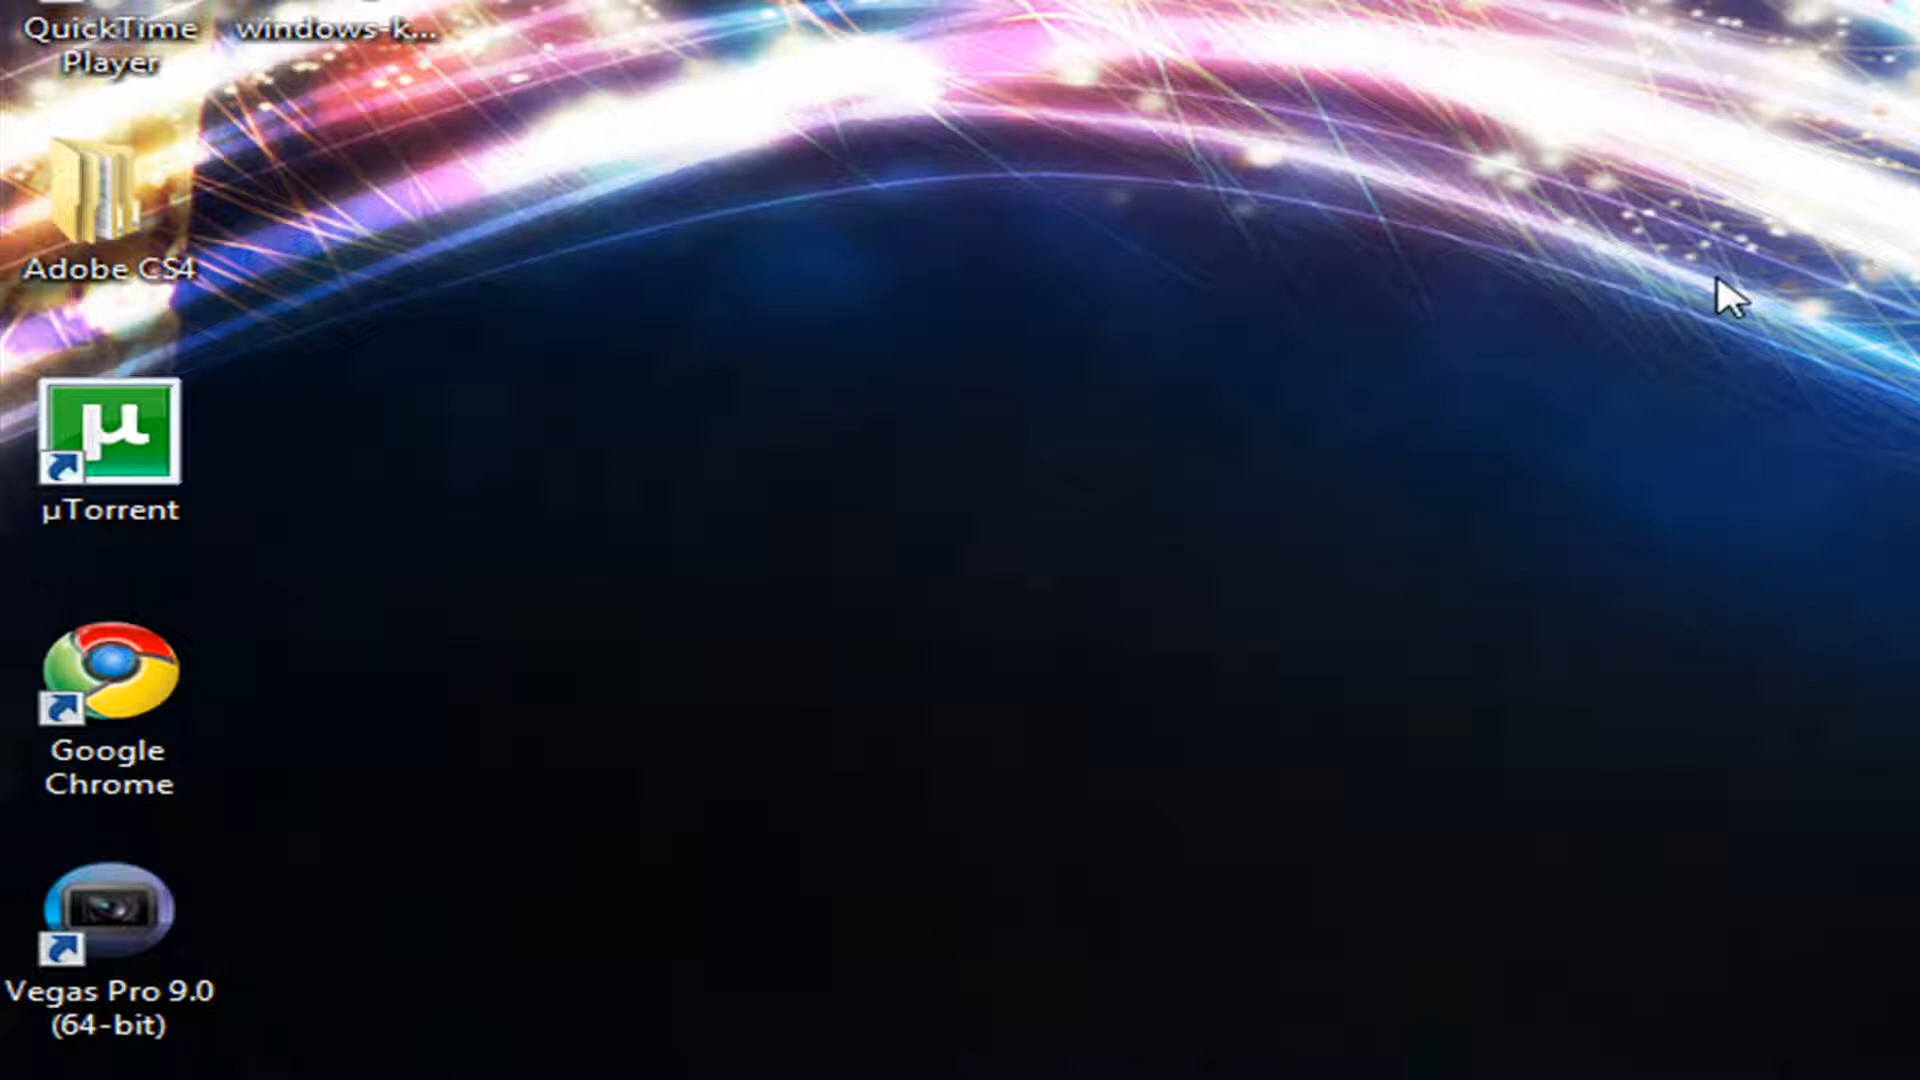 QuickTime
Player
windows-k...
Adobe CS4
µ
µTorrent
Google
Chrome
Vegas Pro 9.0
(64-bit)